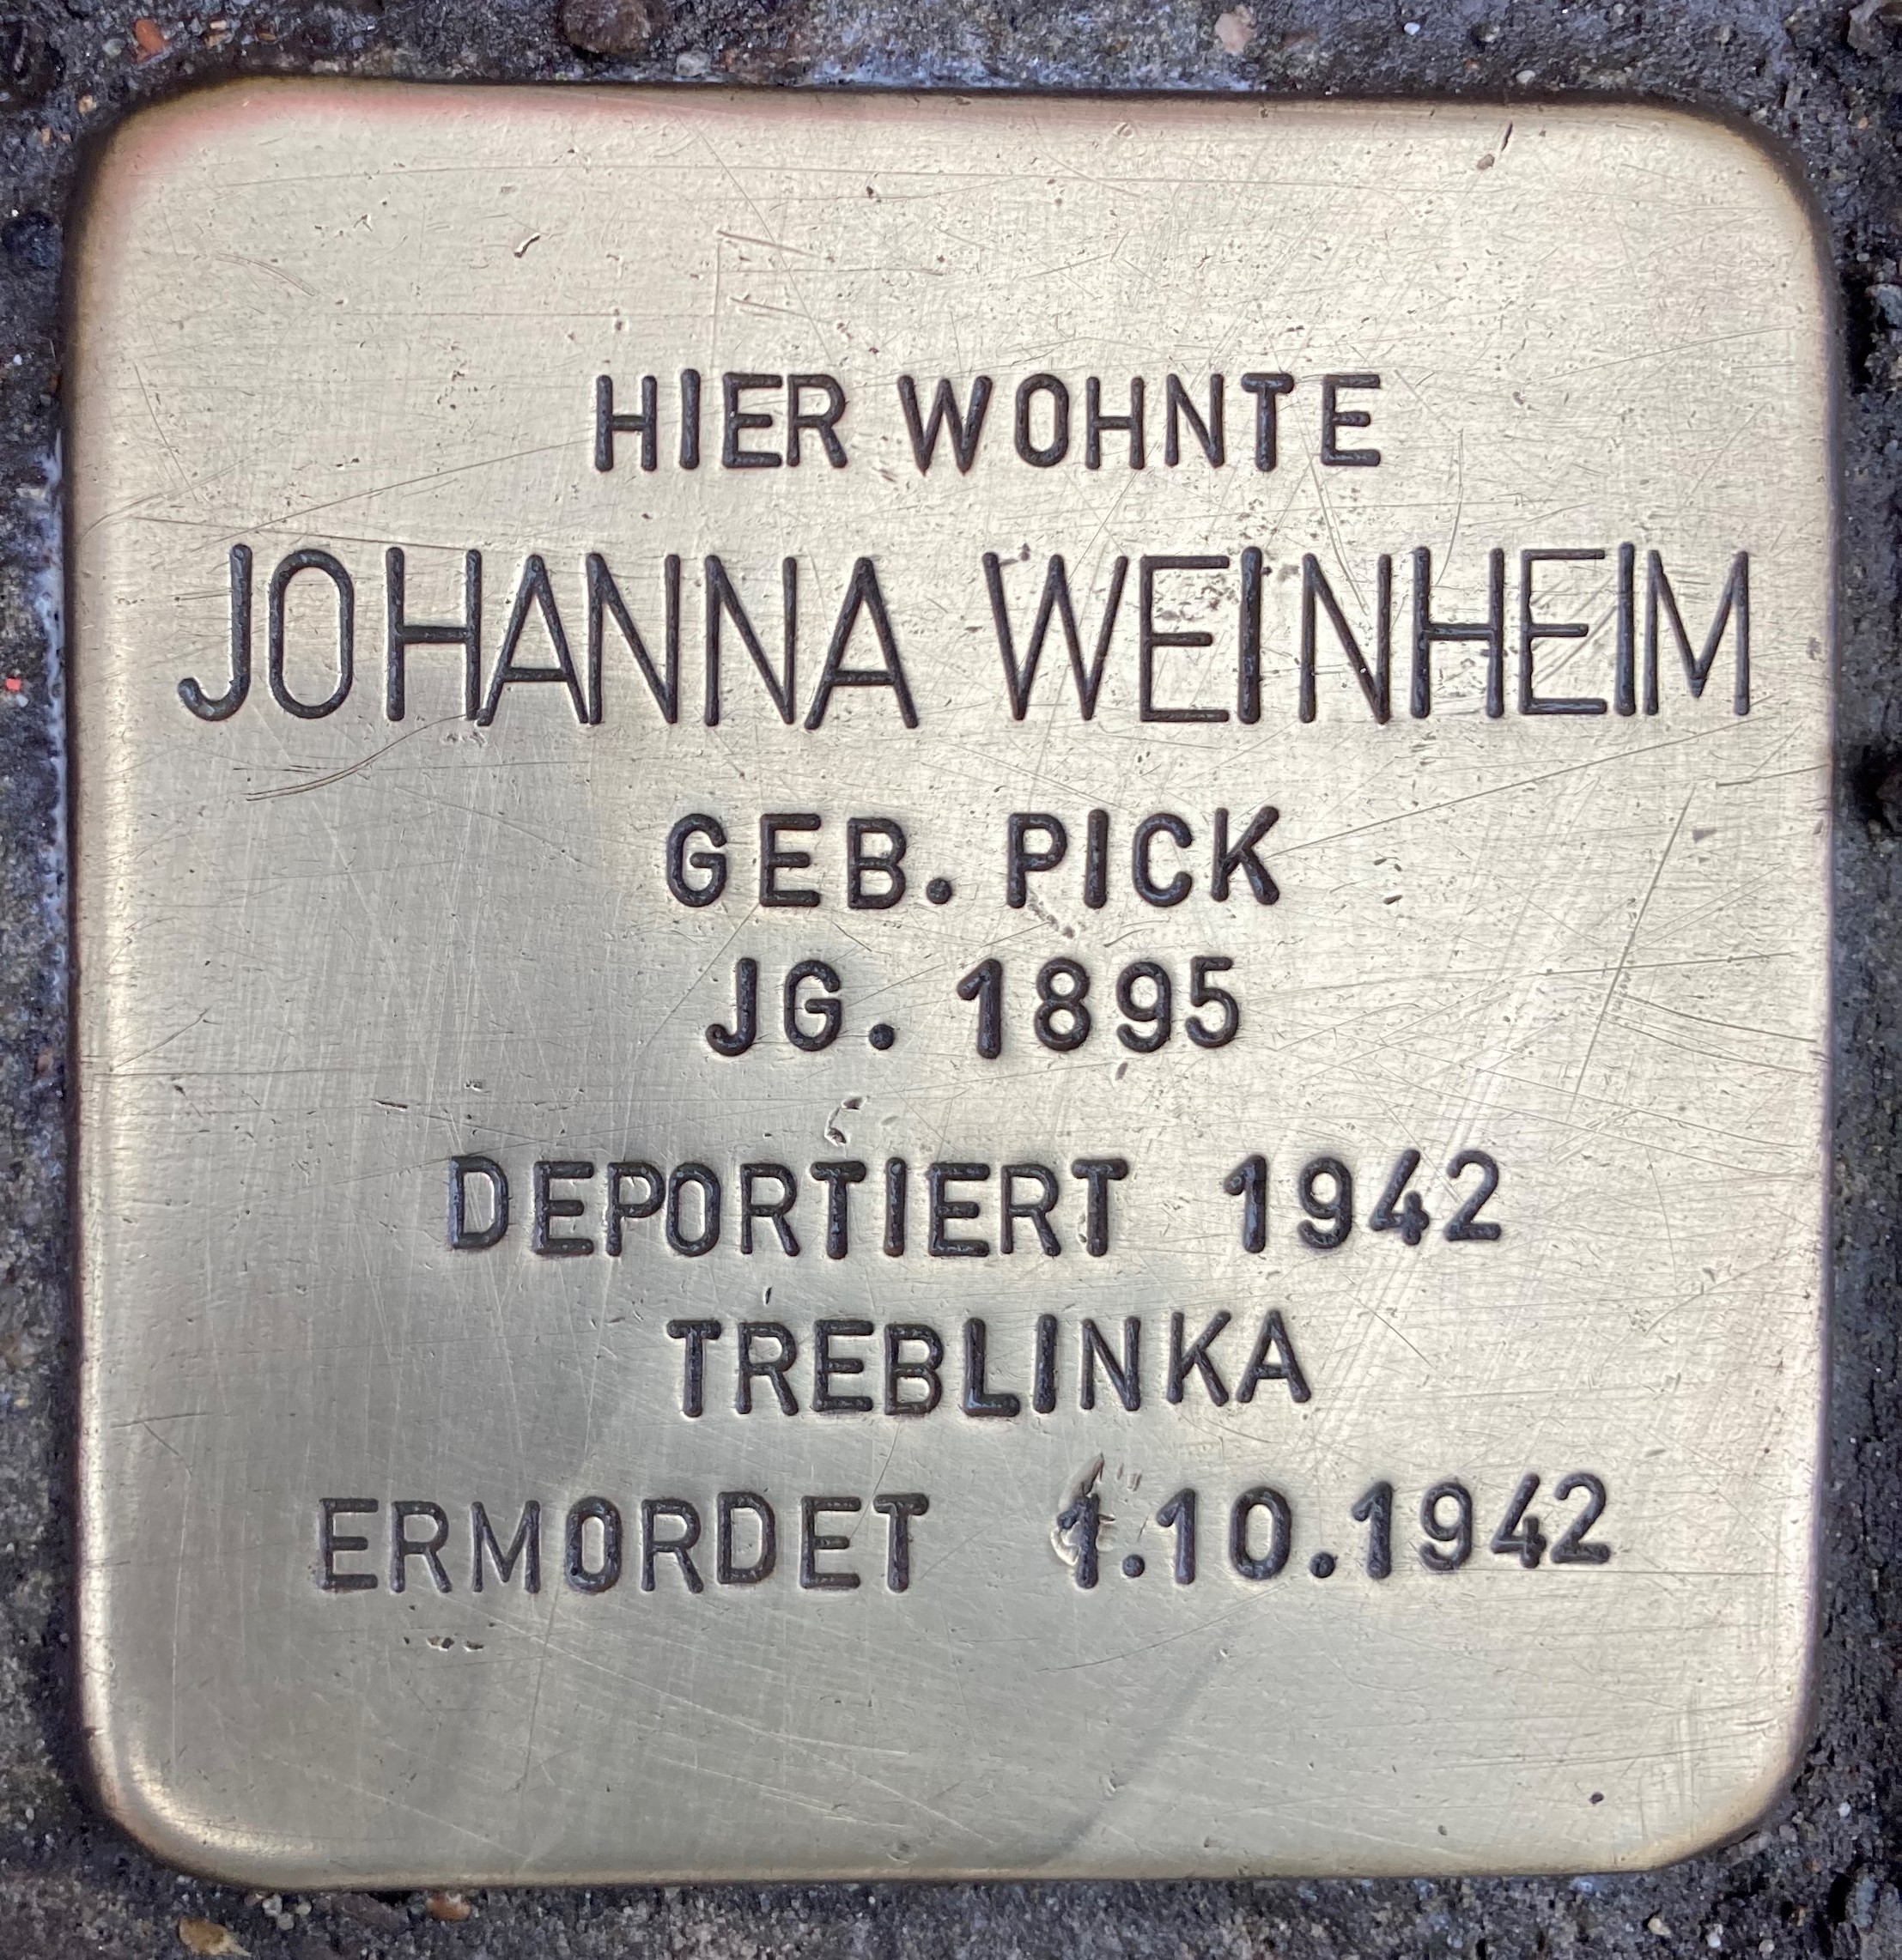 HIER WOHNTE
JOHANNA WEINHEIM
GEB. PICK
JG. 1895
DEPORTIERT 1942
TREBLINKA
ERMORDET 1.10.1942